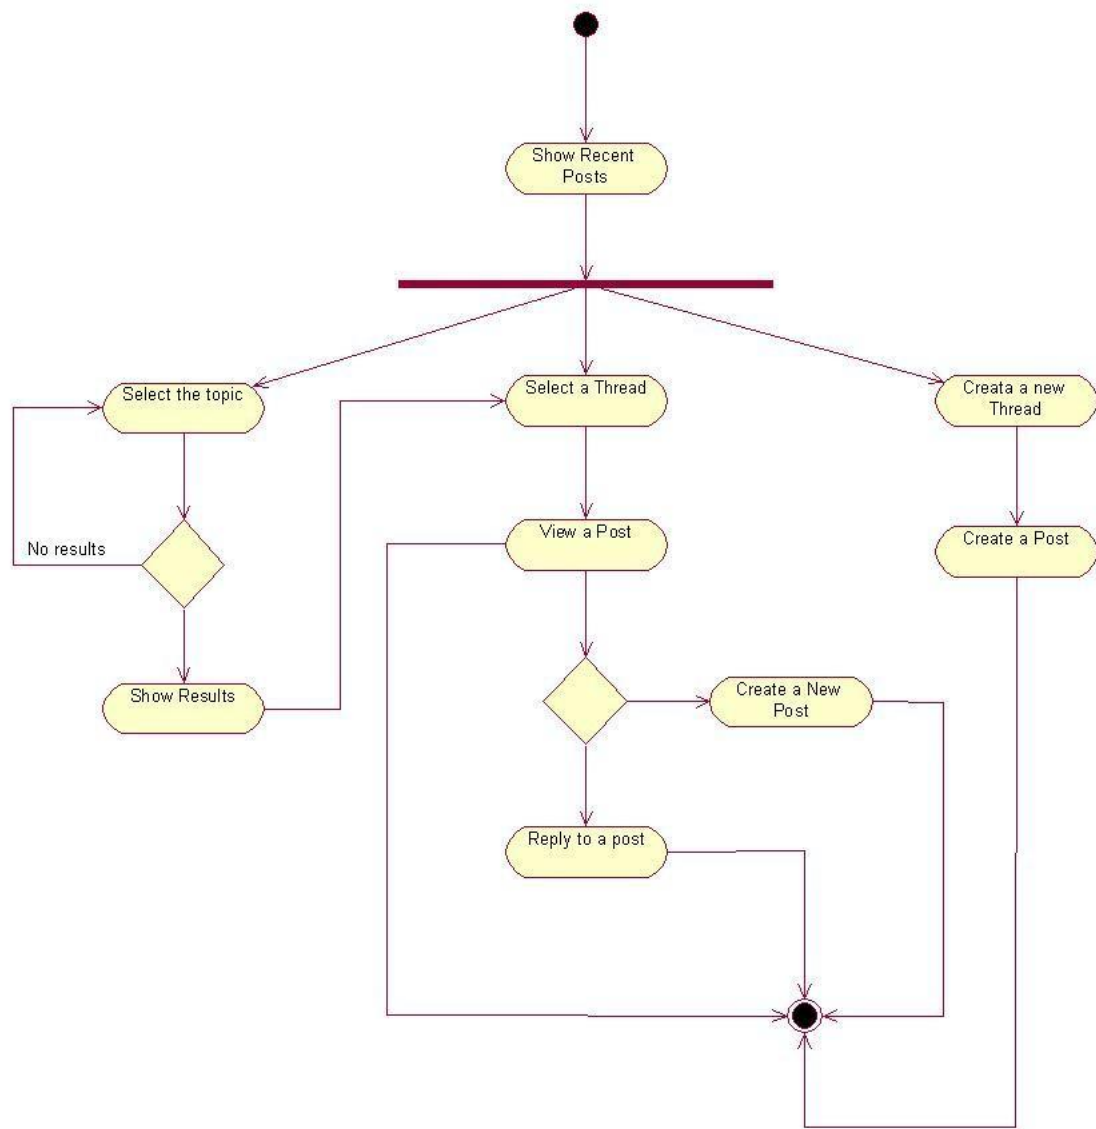 Show Recent
Posts
Select the topic
Select a Thread
Creata a new
Thread
No results
View a Post
Create a Post
Show Results
Create a New
Post
Reply to a post